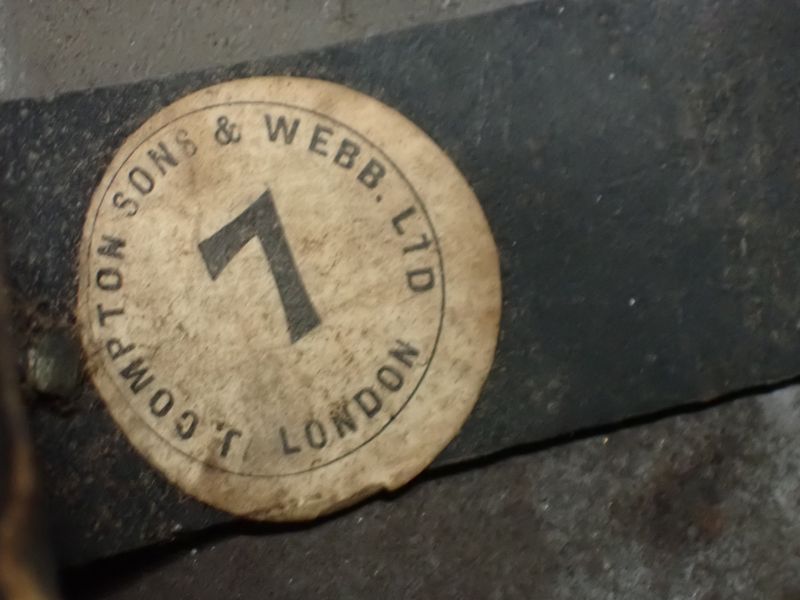 J. COMPTON SONS & WEBB. LTD
LONDON
7